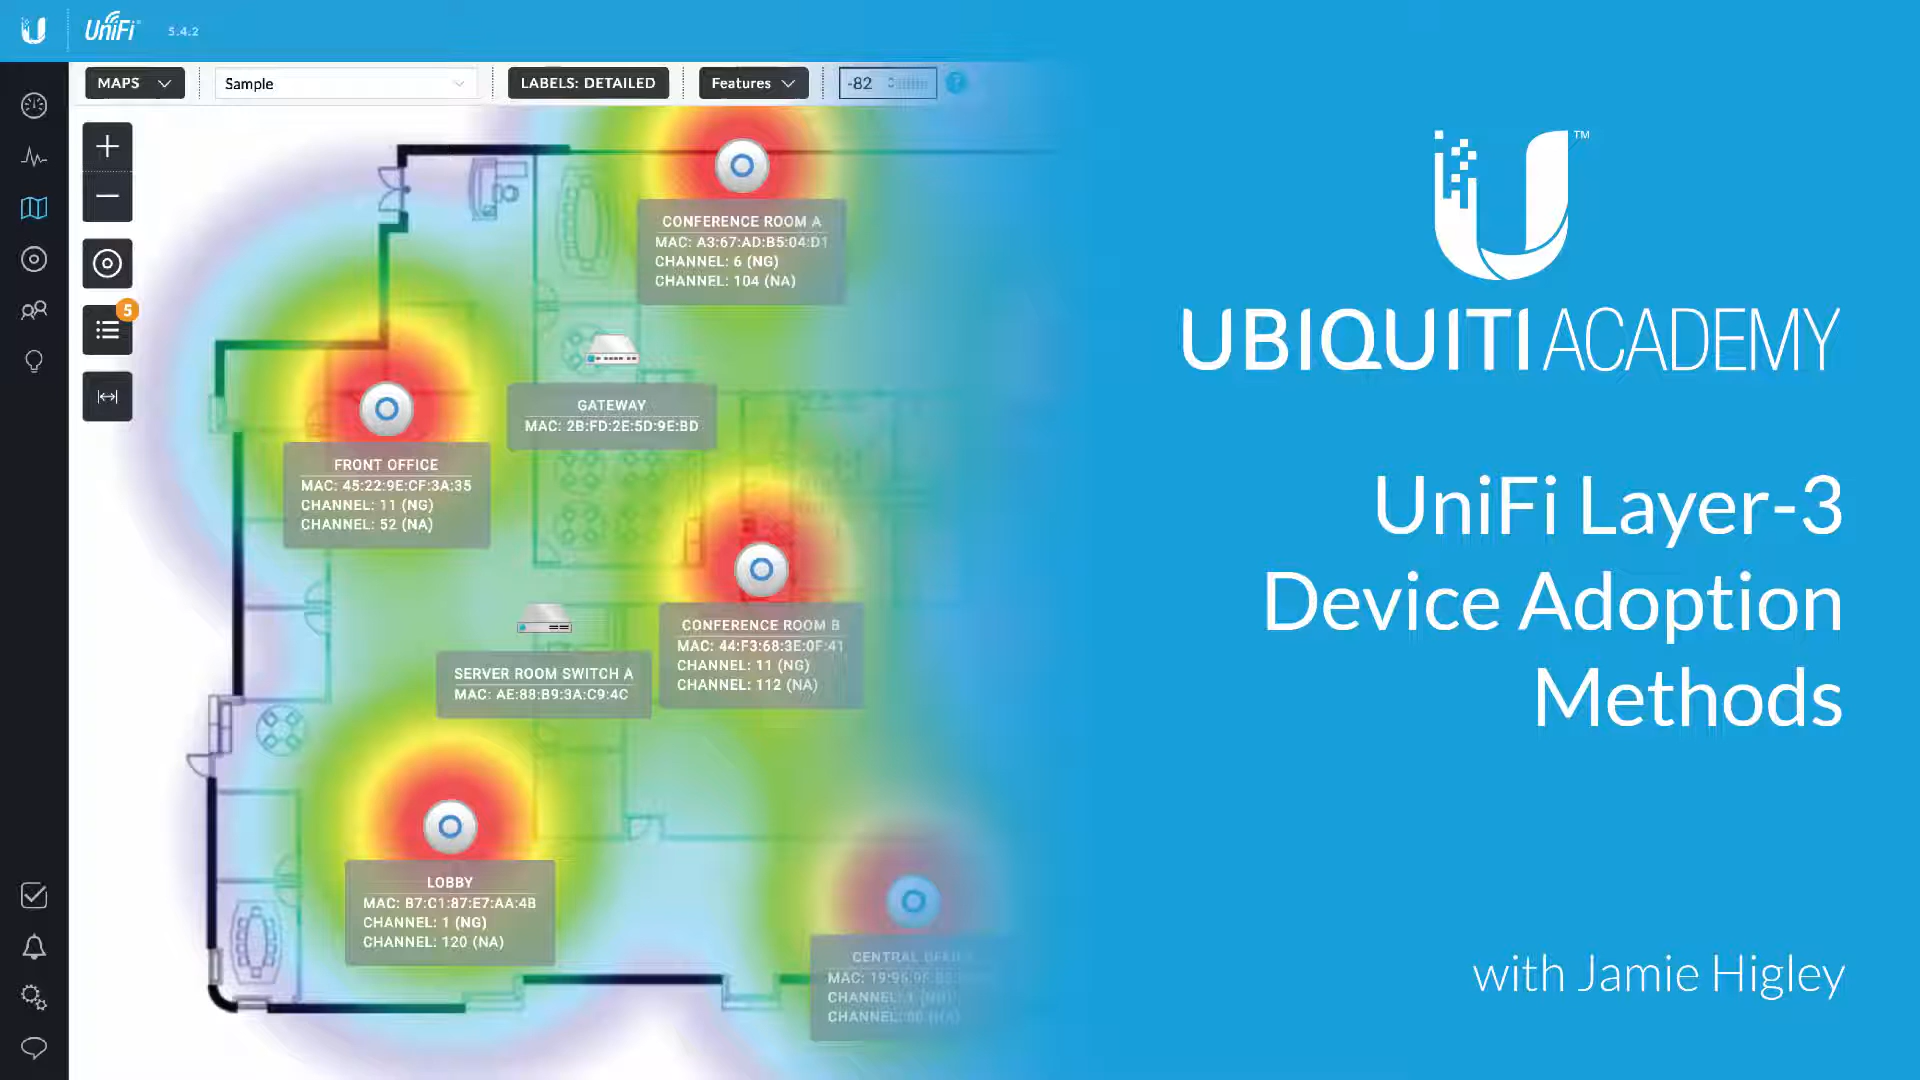 UniFi 5.4.2
MAPS
Sample
LABELS: DETAILED
Features
-82
5
CONFERENCE ROOM A
MAC: A3:67:AD:B5:04:D1
CHANNEL: 6 (NG)
CHANNEL: 104 (NA)
GATEWAY
MAC: 2B:FD:2E:5D:9E:BD
FRONT OFFICE
MAC: 45:22:9E:CF:3A:35
CHANNEL: 11 (NG)
CHANNEL: 52 (NA)
CONFERENCE ROOM B
MAC: 44:F3:68:3E:0F:41
CHANNEL: 11 (NG)
CHANNEL: 112 (NA)
SERVER ROOM SWITCH A
MAC: AE:88:B9:3A:C9:4C
LOBBY
MAC: B7:C1:87:E7:AA:4B
CHANNEL: 1 (NG)
CHANNEL: 120 (NA)
CENTRAL OFFICE
MAC:
CHANNEL:
CHANNEL:
TM
UBIQUITI ACADEMY
UniFi Layer-3
Device Adoption
Methods
with Jamie Higley